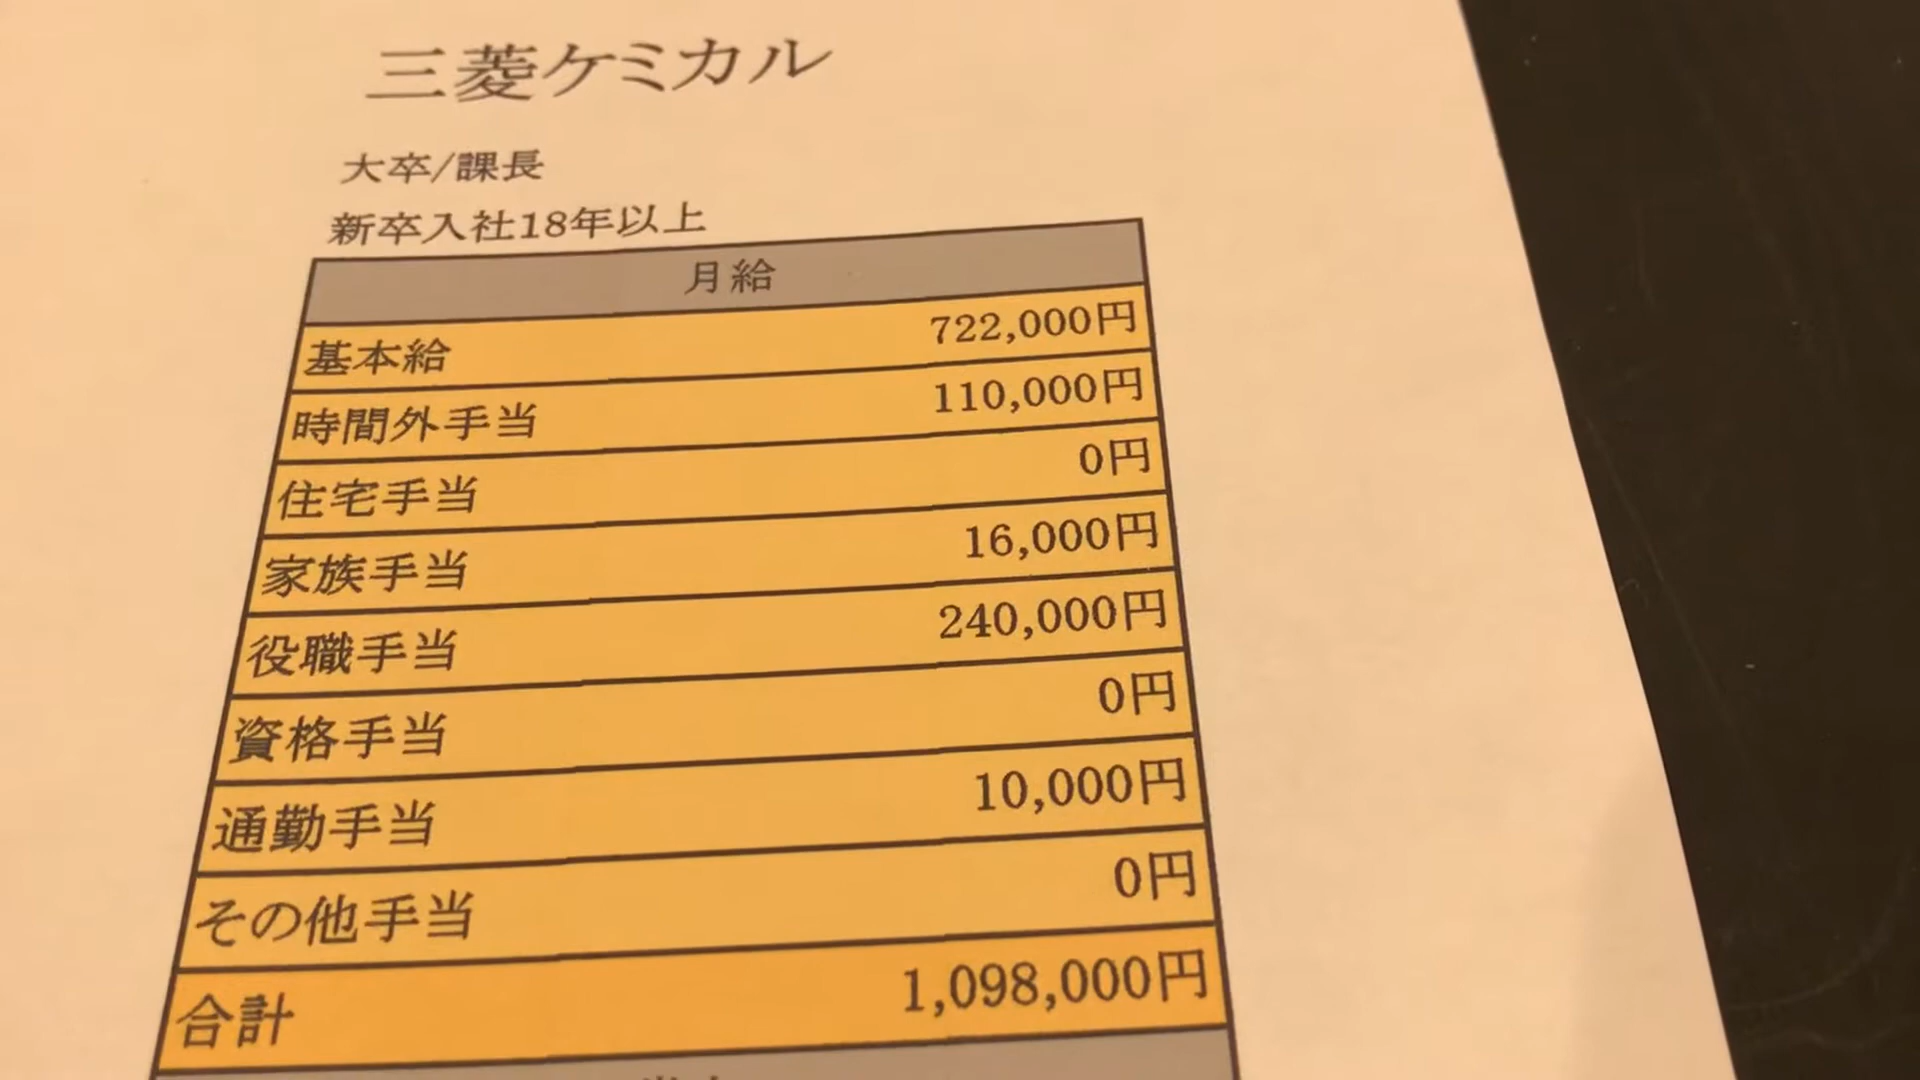 三菱ケミカル
大卒/課長
新卒入社18年以上
月給
基本給 722,000円
時間外手当 110,000円
住宅手当 0円
家族手当 16,000円
役職手当 240,000円
資格手当 0円
通勤手当 10,000円
その他手当 0円
合計 1,098,000円